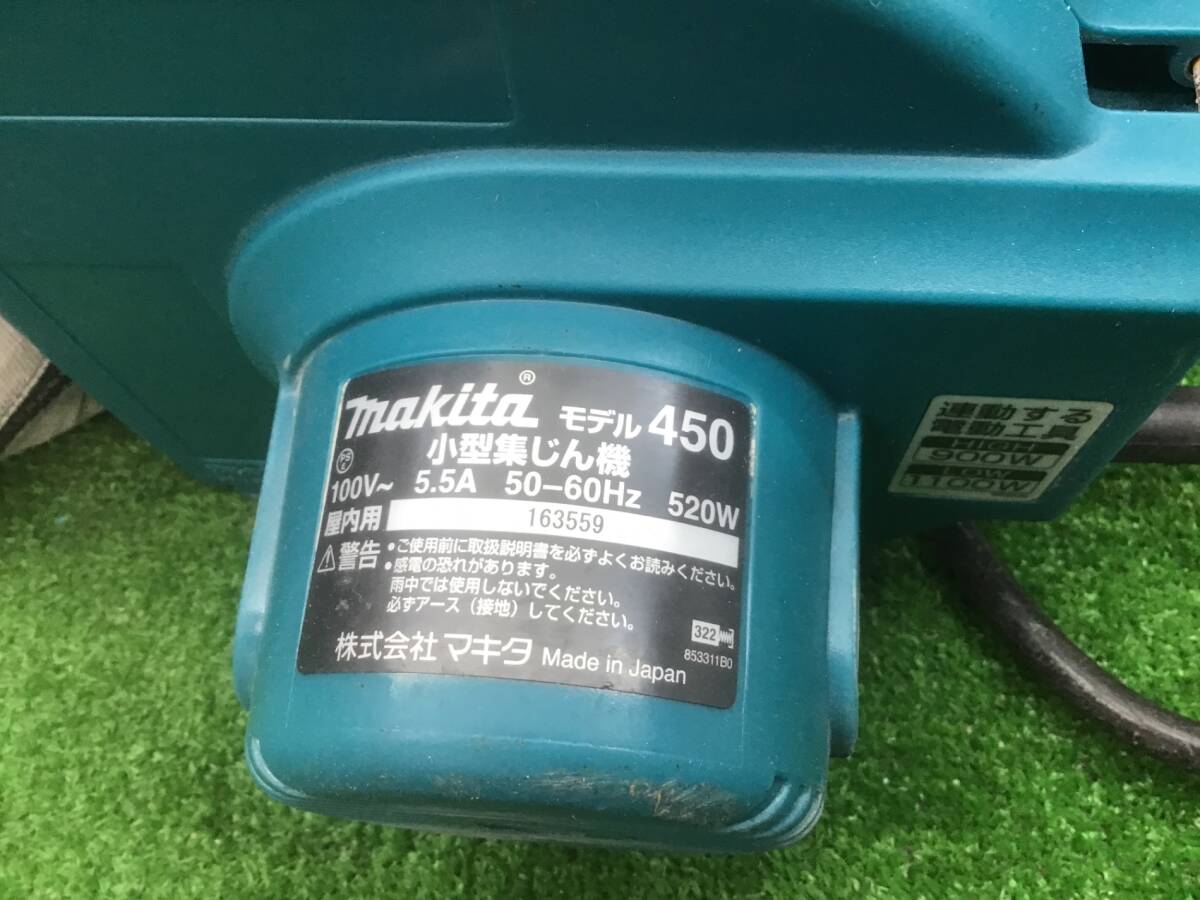 makita® モデル 450
小型集じん機
100V~ 5.5A 50-60Hz 520W
屋内用 163559
警告 • ご使用前に取扱説明書を必ずよくお読みください。
• 感電の恐れがあります。
雨中では使用しないでください。
必ずアース(接地)してください。
322
853311B0
株式会社 マキタ Made in Japan
連動する
電動工具
HIGH
900W
LOW
1100W